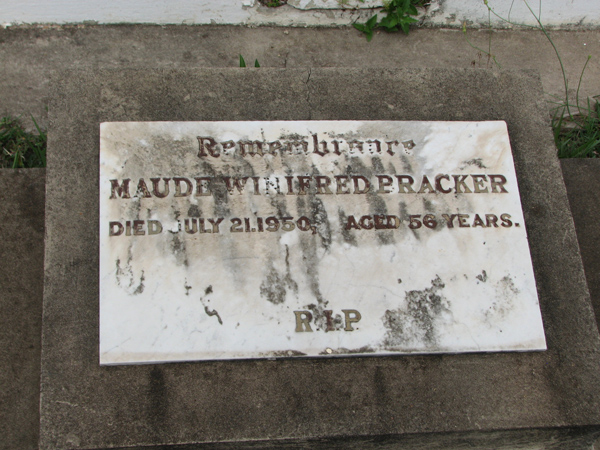 Remembrance
MAUDE WINIFRED PRACKER
DIED JULY 21.1950, AGED 56 YEARS.
R.I.P